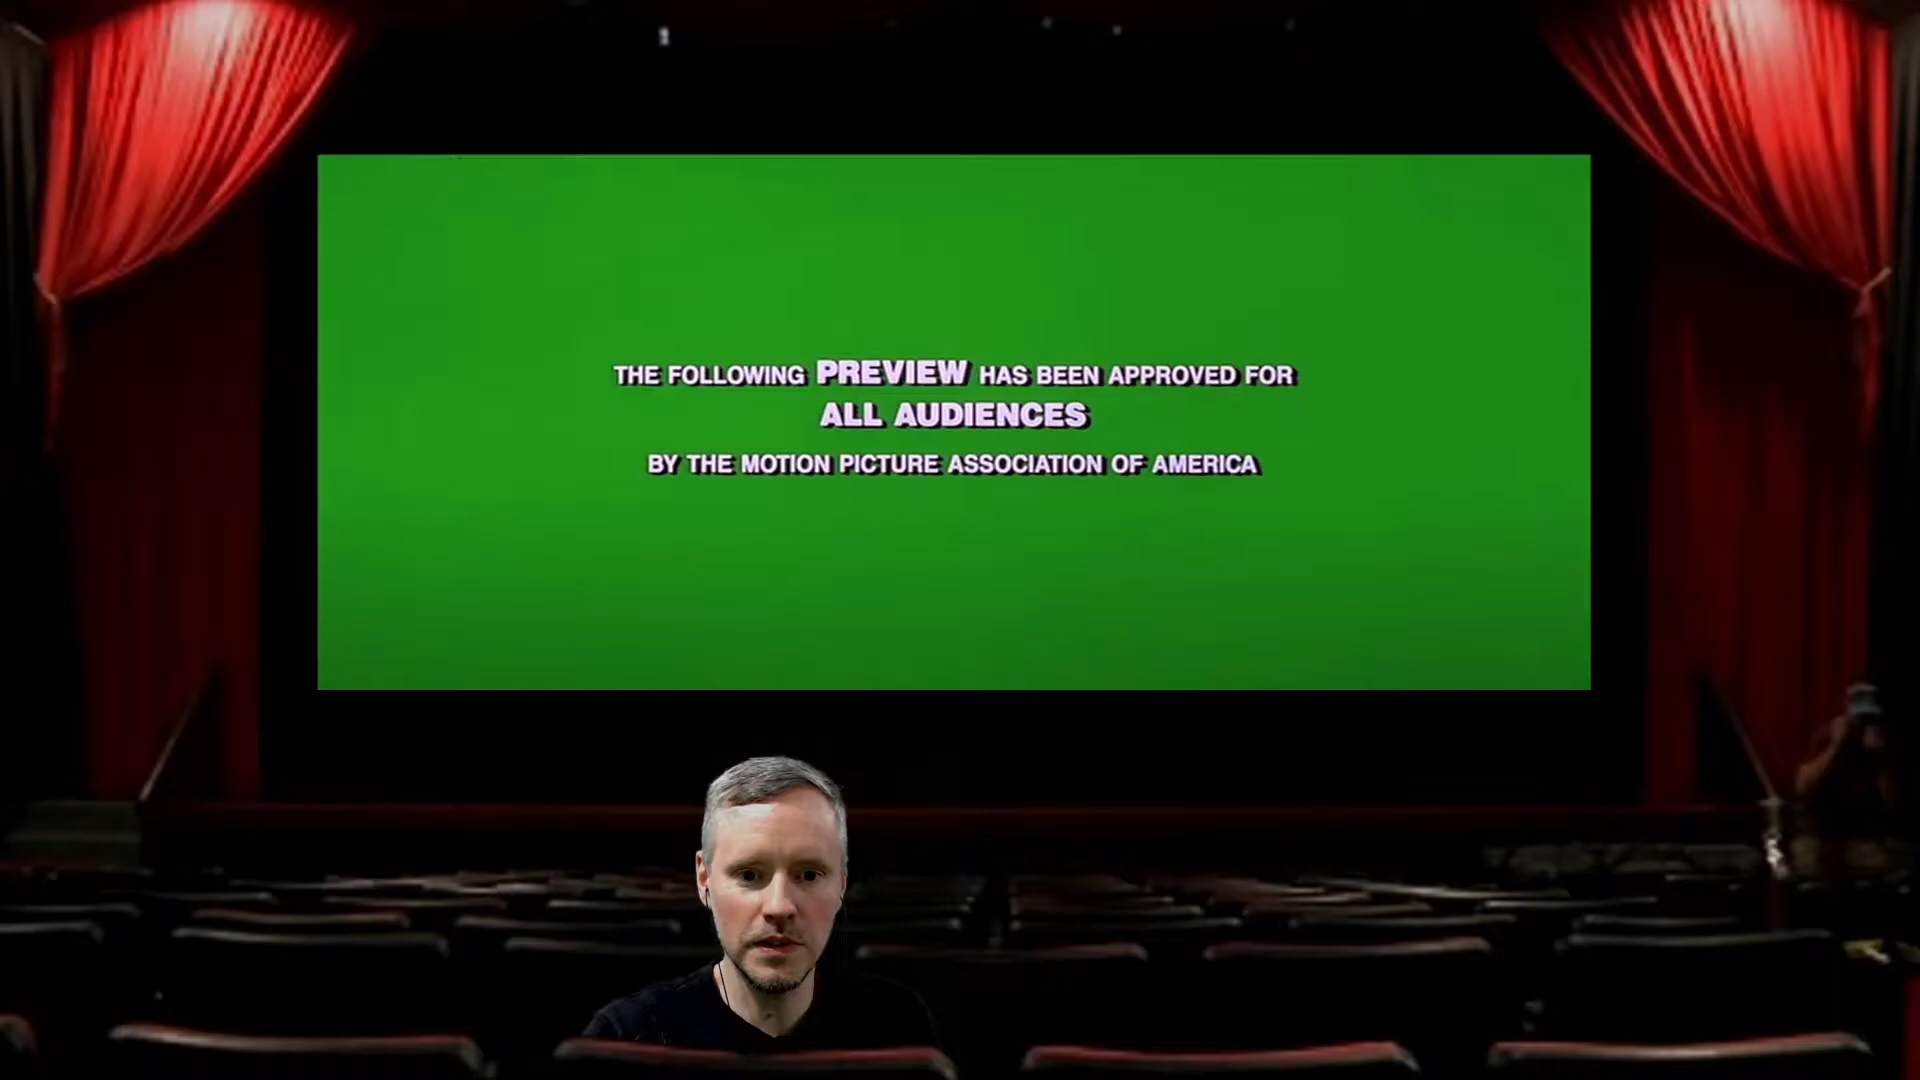 THE FOLLOWING PREVIEW HAS BEEN APPROVED FOR
ALL AUDIENCES
BY THE MOTION PICTURE ASSOCIATION OF AMERICA